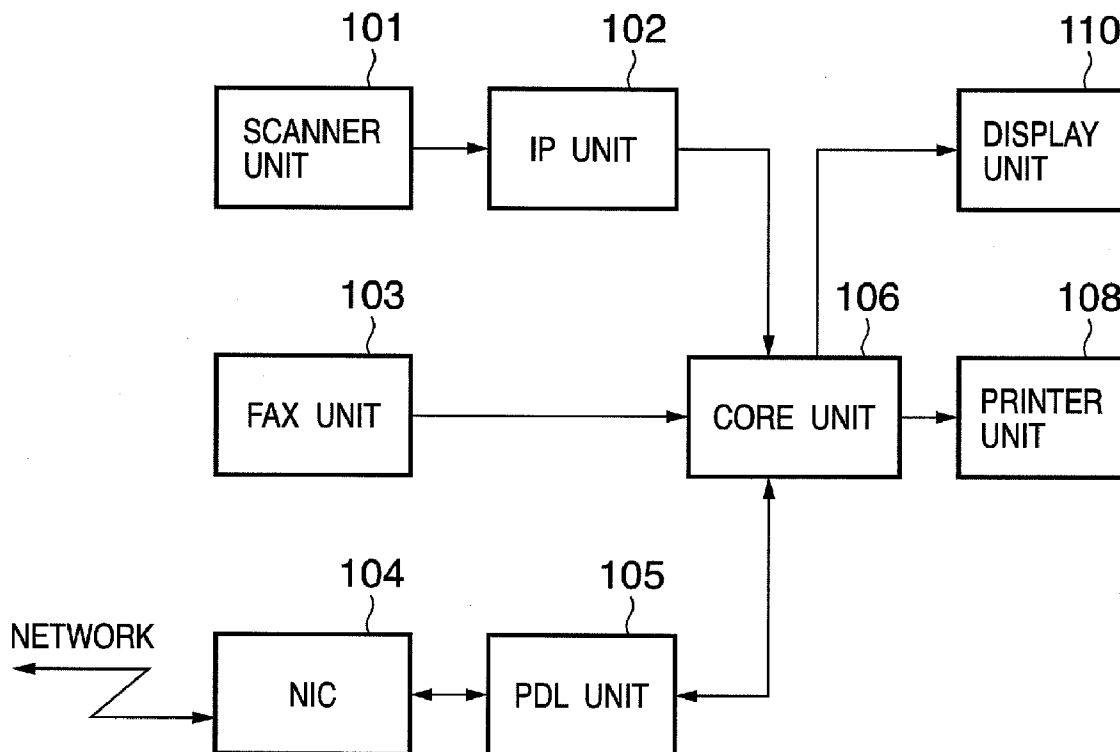 101
102
110
SCANNER
UNIT
IP UNIT
DISPLAY
UNIT
103
106
108
FAX UNIT
CORE UNIT
PRINTER
UNIT
104
105
NETWORK
NIC
PDL UNIT